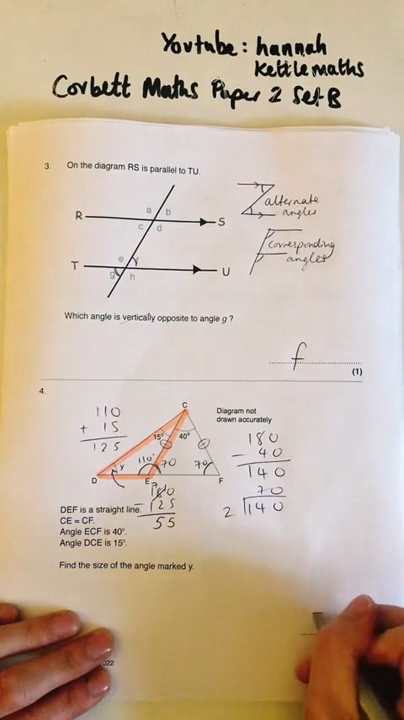 Youtube: hannah
kettlemaths
Corbett Maths Paper 2 Set B
3. On the diagram RS is parallel to TU.
R
S
a b
c d
T
U
e f
g h
alternate
angles
corresponding
angles
Which angle is vertically opposite to angle g?
f
(1)
4.
110
+ 15
125
C
15° 40°
110° 70 70
y
D E F
Diagram not
drawn accurately
180
- 40
140
70
2 140
180
- 125
55
DEF is a straight line.
CE = CF.
Angle ECF is 40°.
Angle DCE is 15°.
Find the size of the angle marked y.
022